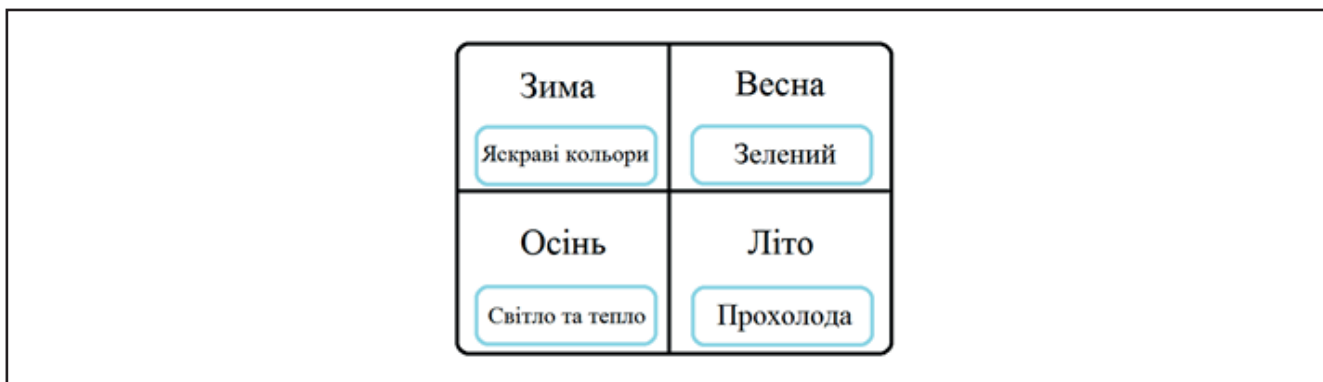 Зима
Весна
Яскраві кольори
Зелений
Осінь
Літо
Світло та тепло
Прохолода